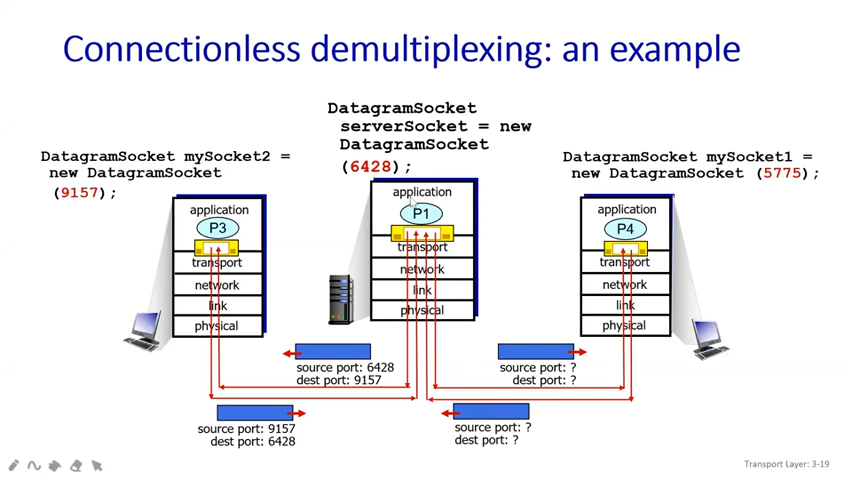 Connectionless demultiplexing: an example
DatagramSocket
serverSocket = new
DatagramSocket
(6428);
DatagramSocket mySocket2 =
new DatagramSocket
(9157);
DatagramSocket mySocket1 =
new DatagramSocket (5775);
application
P3
transport
network
link
physical
application
P1
transport
network
link
physical
application
P4
transport
network
link
physical
source port: 6428
dest port: 9157
source port: ?
dest port: ?
source port: 9157
dest port: 6428
source port: ?
dest port: ?
Transport Layer: 3-19